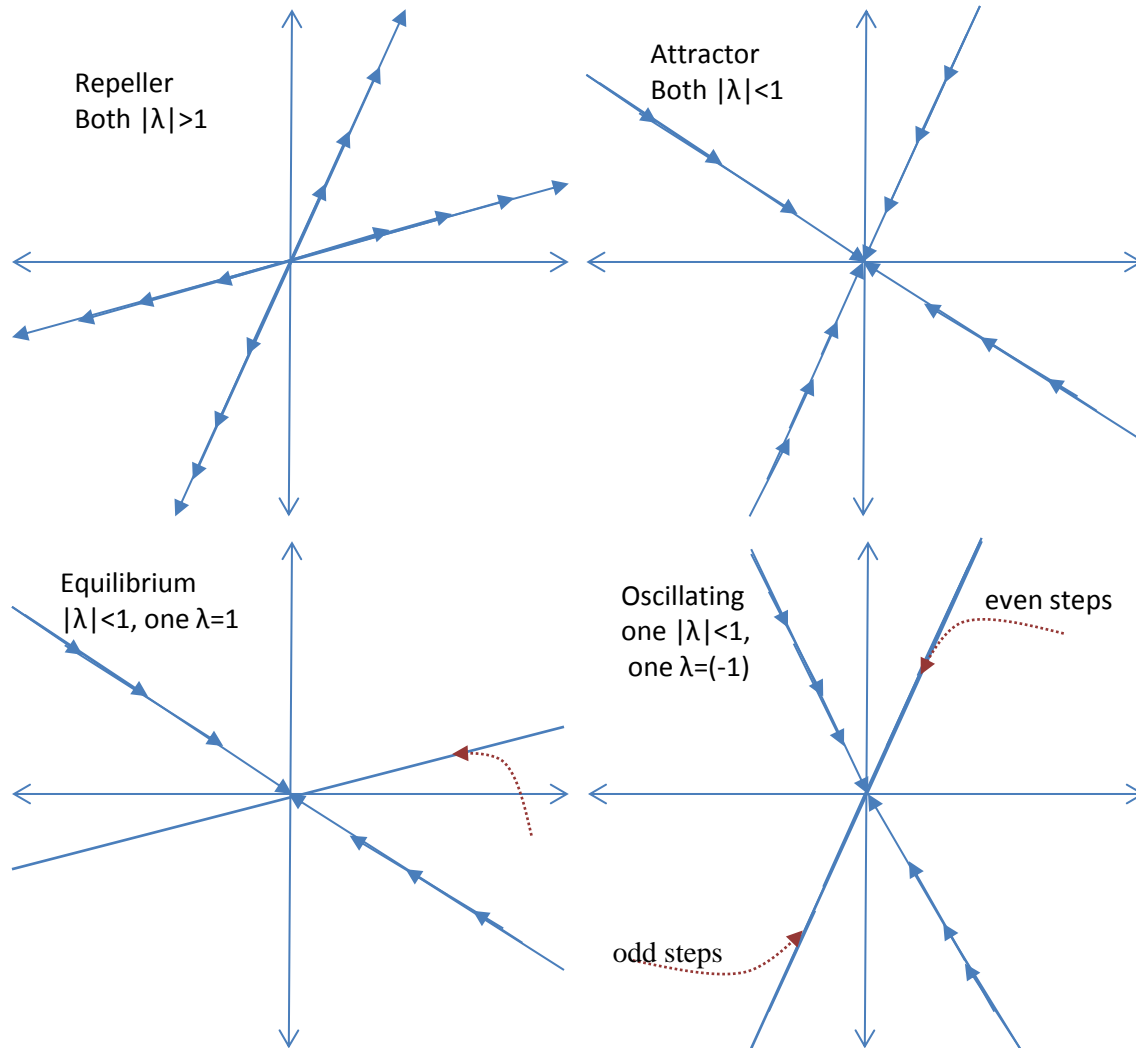 Repeller
Both |λ|>1
Attractor
Both |λ|<1
Equilibrium
|λ|<1, one λ=1
Oscillating
one |λ|<1,
one λ=(-1)
even steps
odd steps